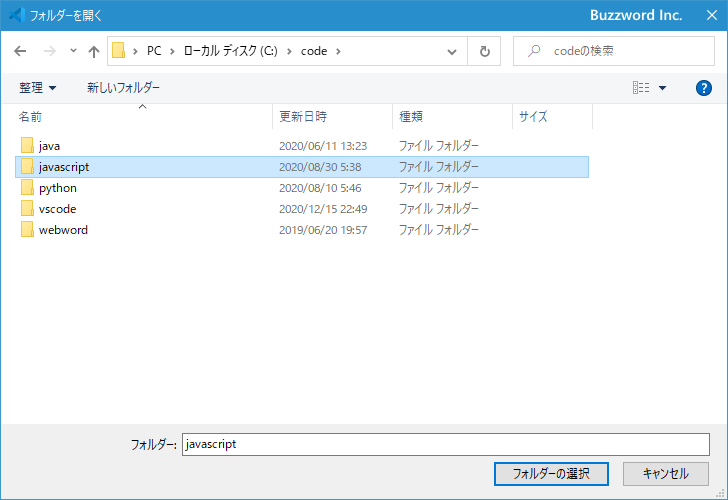 フォルダーを開く Buzzword Inc.
PC ローカル ディスク (C:) code codeの検索
整理 新しいフォルダー ?
名前 更新日時 種類 サイズ
java 2020/06/11 13:23 ファイル フォルダー
javascript 2020/08/30 5:38 ファイル フォルダー
python 2020/08/10 5:46 ファイル フォルダー
vscode 2020/12/15 22:49 ファイル フォルダー
webword 2019/06/20 19:57 ファイル フォルダー
フォルダー: javascript
フォルダーの選択 キャンセル